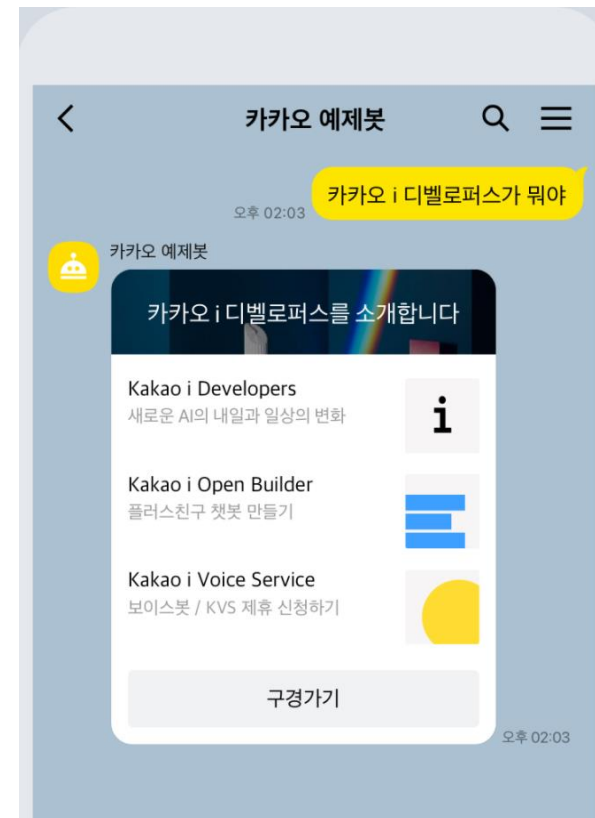 카카오 예제봇
카카오 i 디벨로퍼스가 뭐야
오후 02:03
카카오 예제봇
카카오 i 디벨로퍼스를 소개합니다
Kakao i Developers
새로운 AI의 내일과 일상의 변화
i
Kakao i Open Builder
플러스친구 챗봇 만들기
Kakao i Voice Service
보이스봇 / KVS 제휴 신청하기
구경가기
오후 02:03